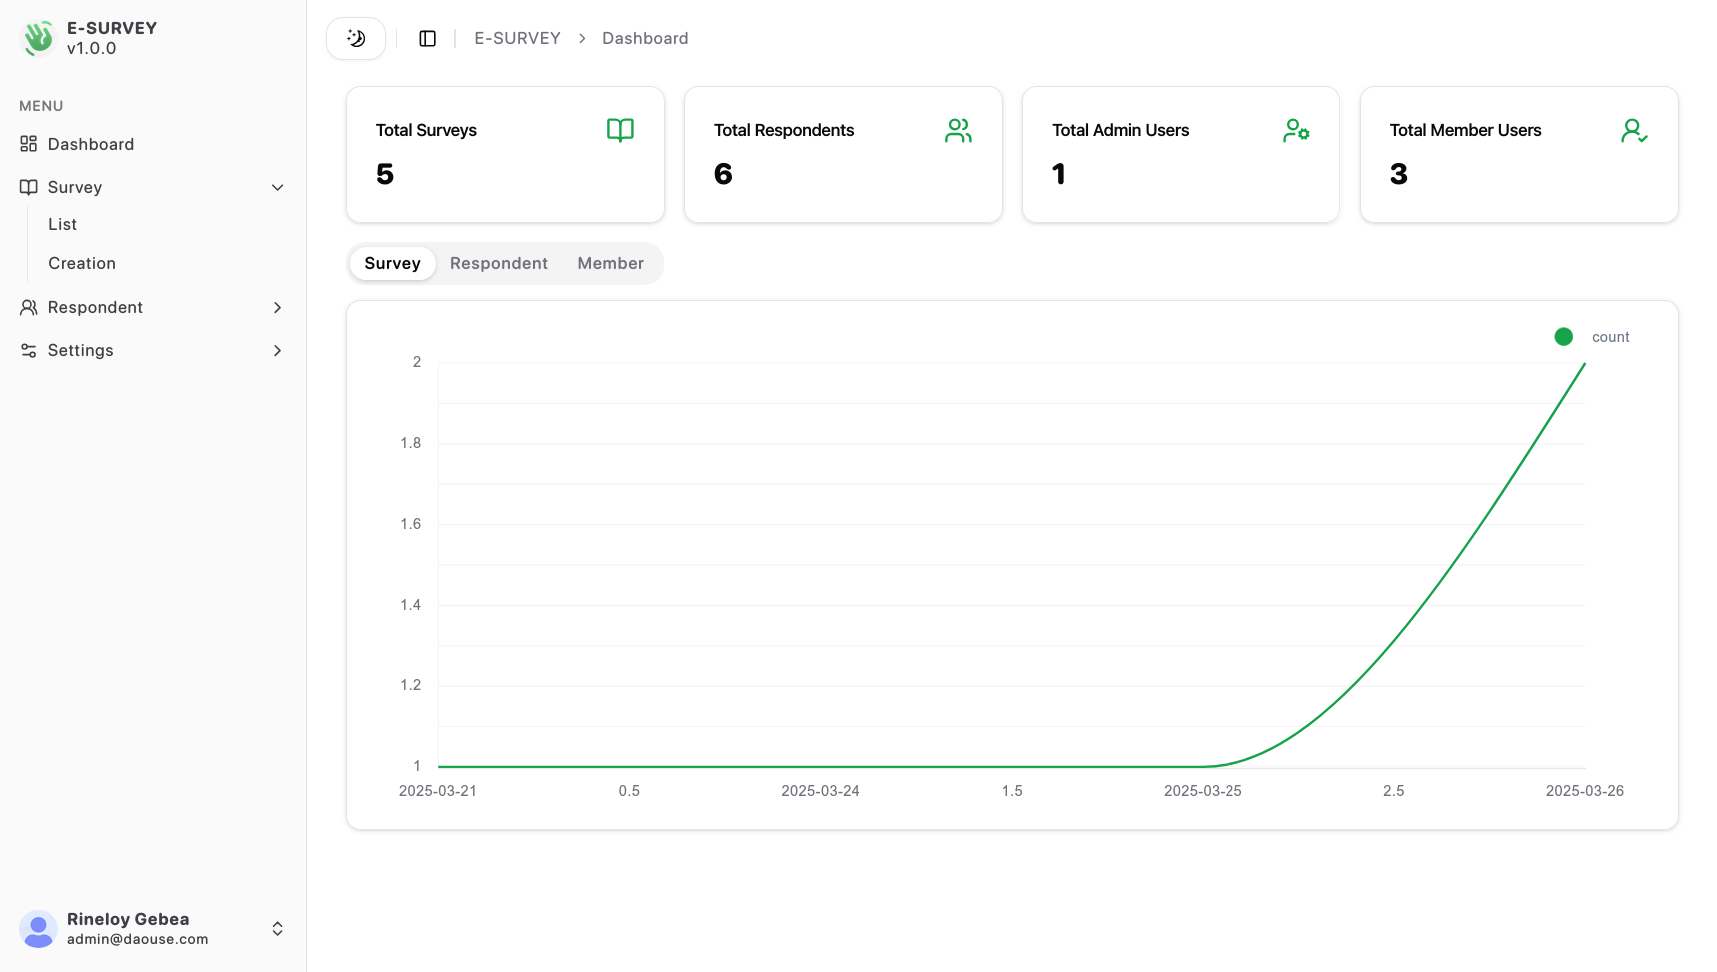 E-SURVEY
v1.0.0
MENU
Dashboard
Survey
List
Creation
Respondent
Settings
Rineloy Gebea
admin@daouse.com
E-SURVEY > Dashboard
Total Surveys
5
Total Respondents
6
Total Admin Users
1
Total Member Users
3
Survey Respondent Member
count
2
1.8
1.6
1.4
1.2
1
2025-03-21 0.5 2025-03-24 1.5 2025-03-25 2.5 2025-03-26